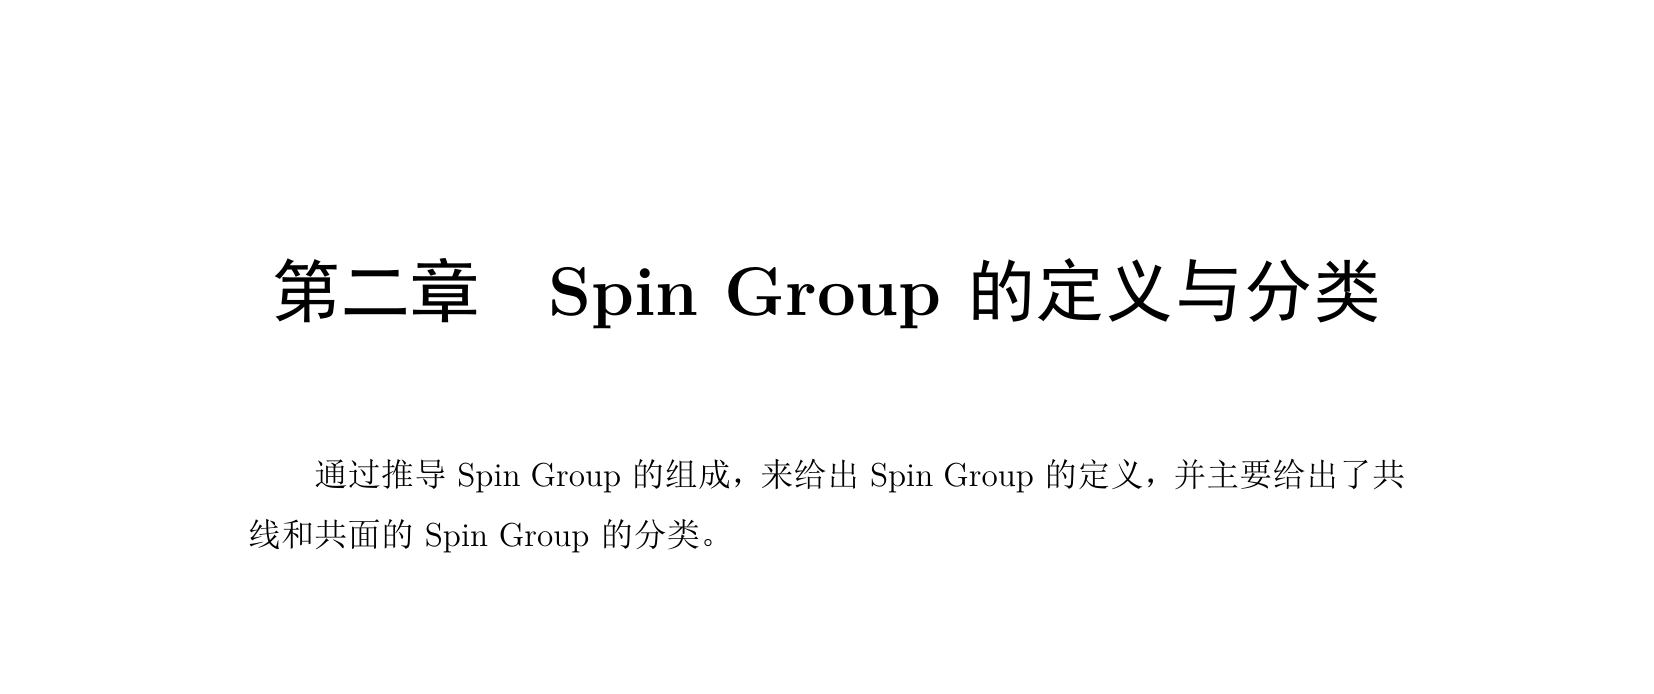 第二章 Spin Group 的定义与分类
通过推导 Spin Group 的组成，来给出 Spin Group 的定义，并主要给出了共
线和共面的 Spin Group 的分类。